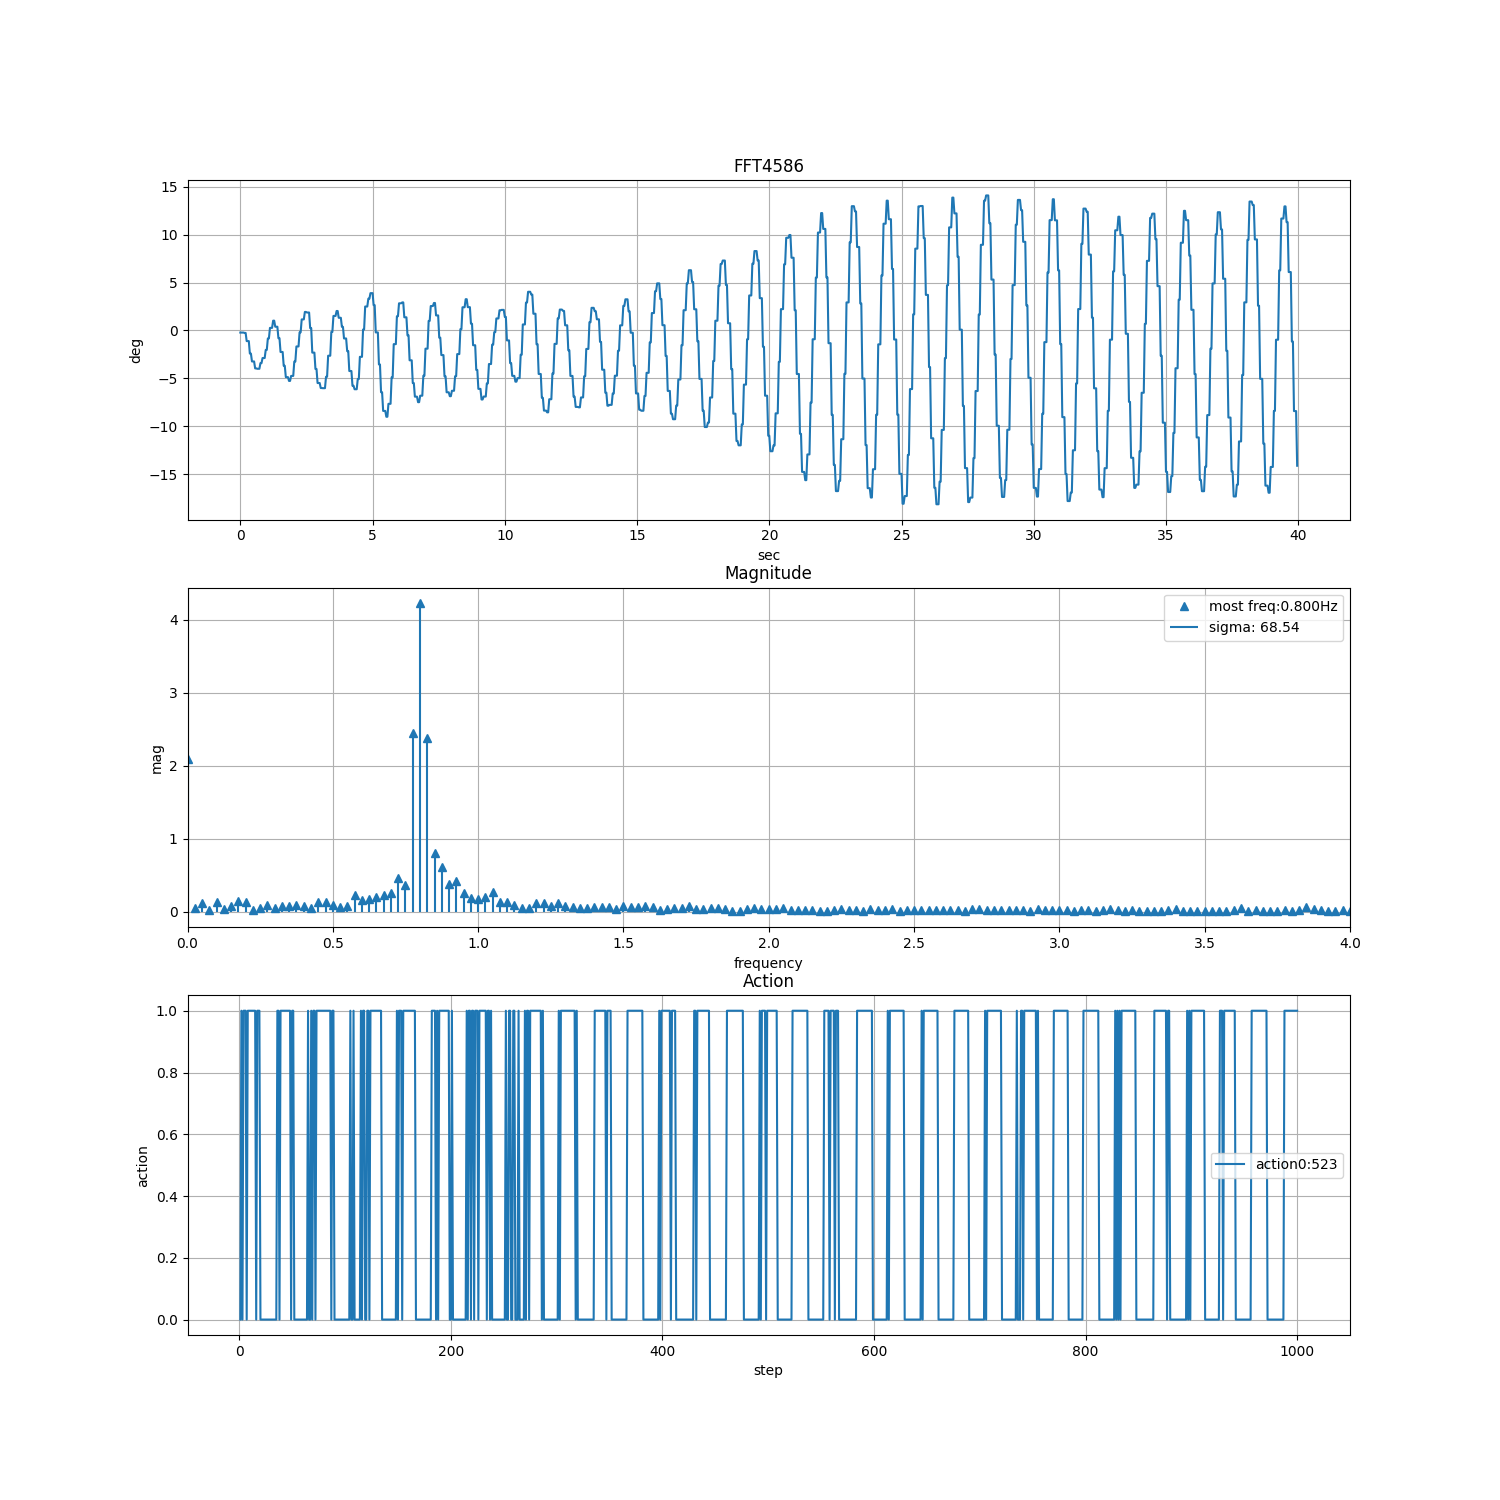 FFT4586
15
10
5
0
−5
−10
−15
deg
0 5 10 15 20 25 30 35 40
sec
Magnitude
most freq:0.800Hz
sigma: 68.54
4
3
2
1
0
mag
0.0 0.5 1.0 1.5 2.0 2.5 3.0 3.5 4.0
frequency
Action
1.0
0.8
0.6
0.4
0.2
0.0
action
action0:523
0 200 400 600 800 1000
step